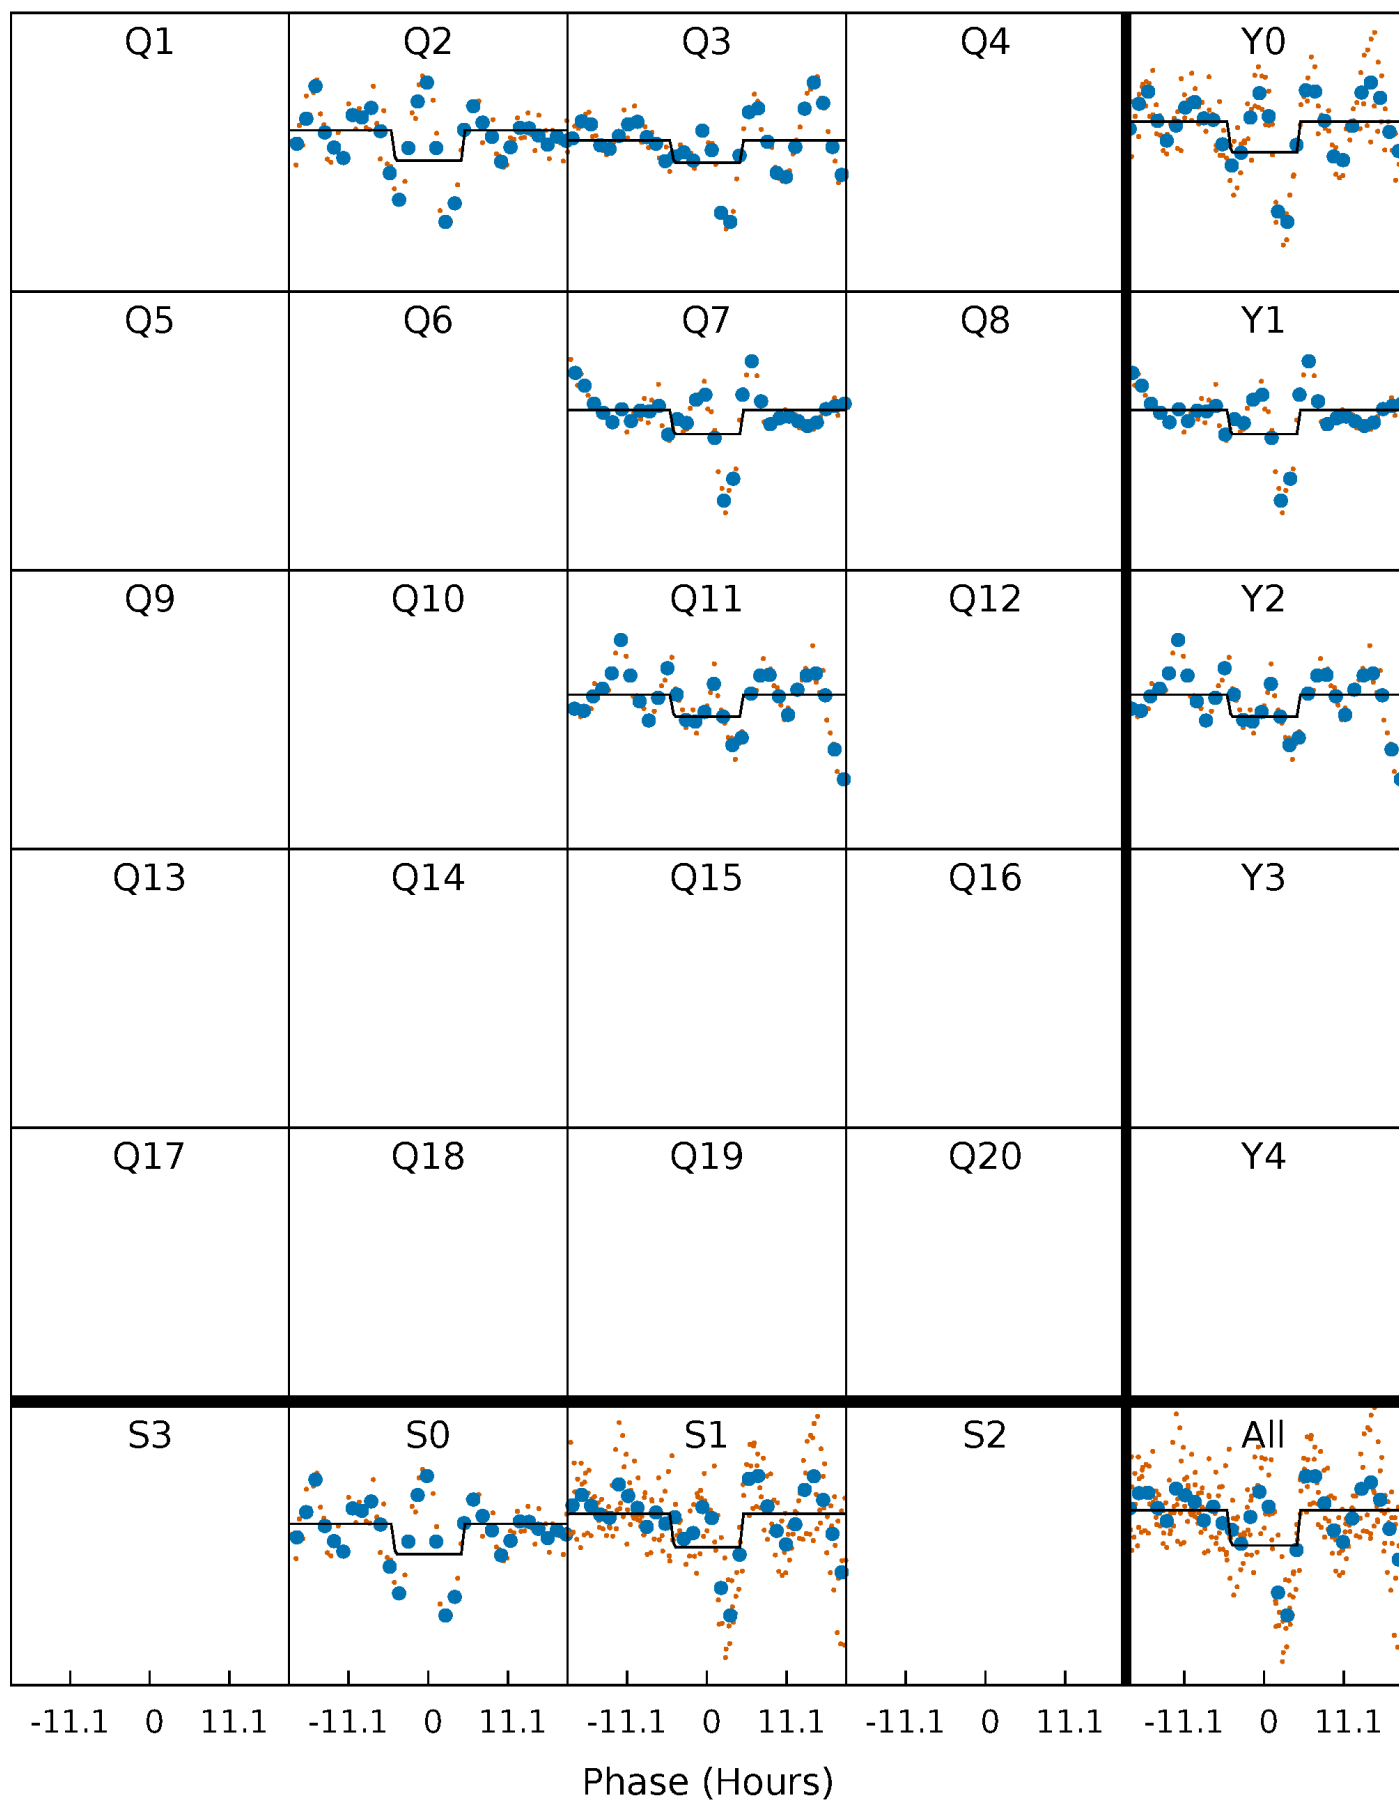 Q1 Q2 Q3 Q4 Y0
Q5 Q6 Q7 Q8 Y1
Q9 Q10 Q11 Q12 Y2
Q13 Q14 Q15 Q16 Y3
Q17 Q18 Q19 Q20 Y4
S3 S0 S1 S2 All
-11.1 0 11.1 -11.1 0 11.1 -11.1 0 11.1 -11.1 0 11.1 -11.1 0 11.1
Phase (Hours)